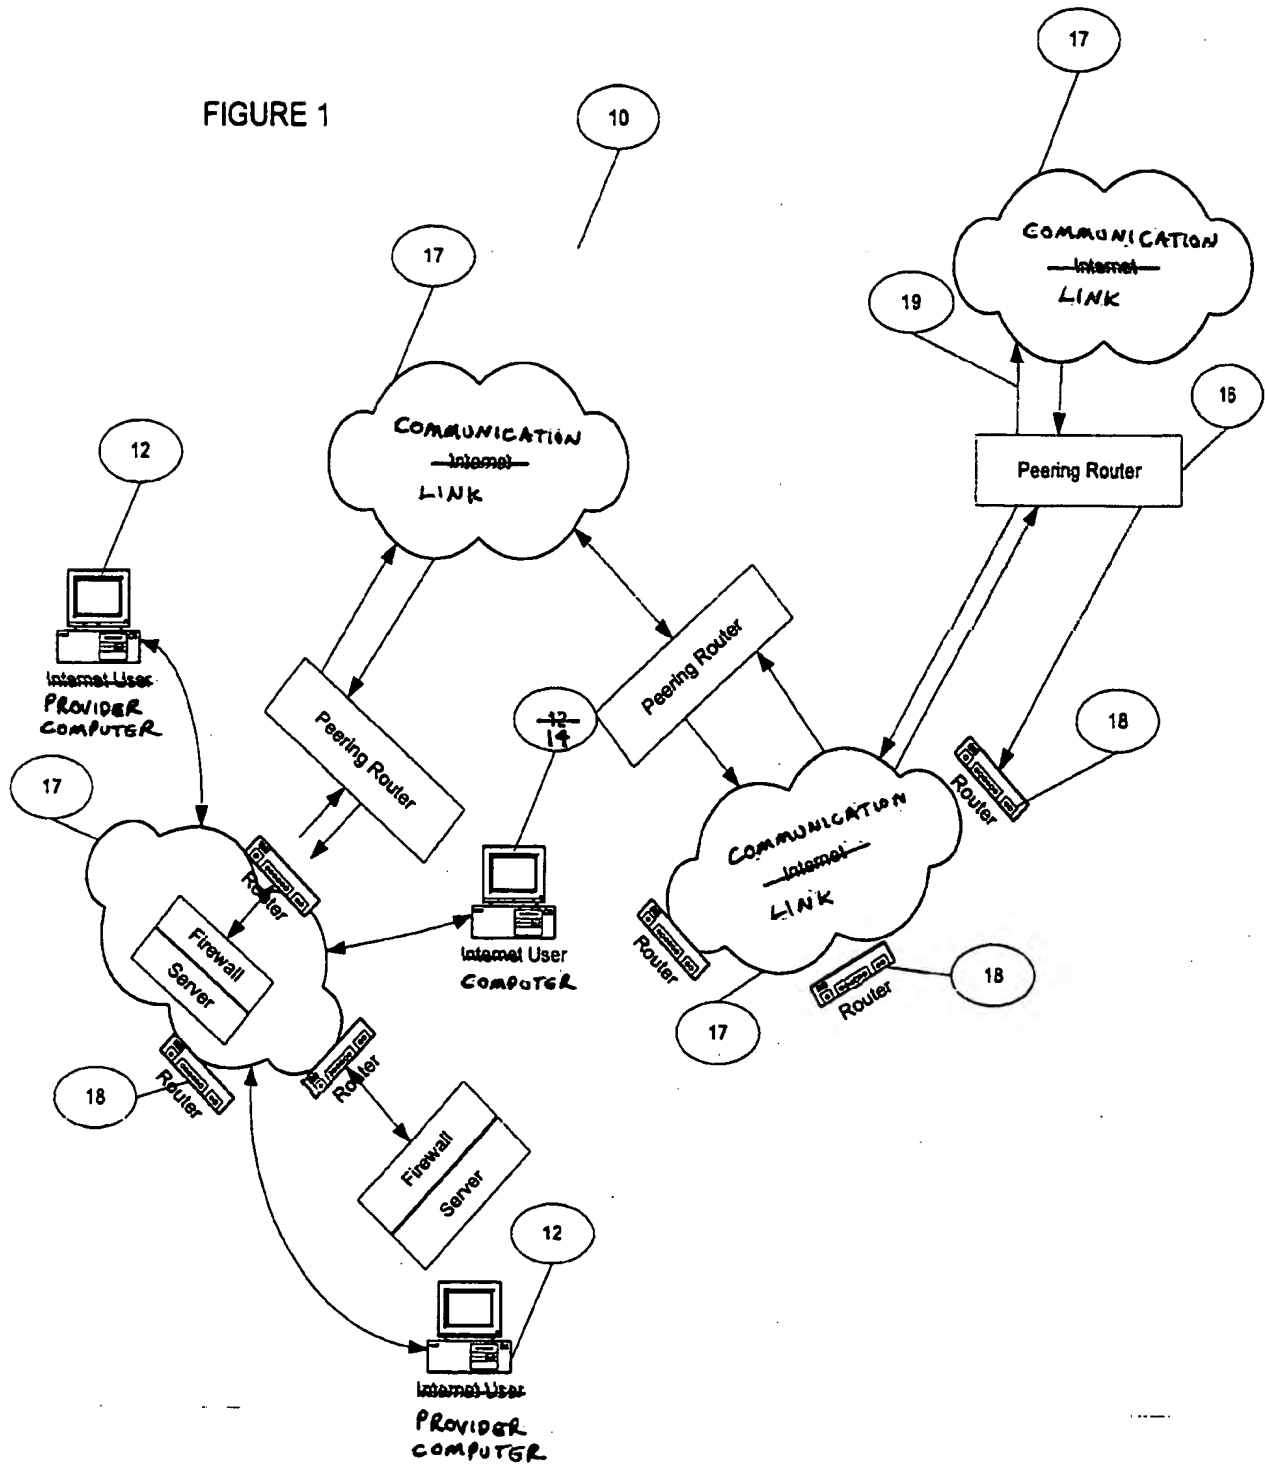 FIGURE 1
17
10
COMMUNICATION
Internet
LINK
17
19
16
COMMUNICATION
Internet
LINK
12
Peering Router
Internet User
PROVIDER
COMPUTER
Peering Router
Peering Router
12
14
18
Router
17
COMMUNICATION
Internet
LINK
Router
Firewall
Server
Internet User
COMPUTER
Router
Router
18
17
Router
18
Router
Firewall
Server
12
Internet User
PROVIDER
COMPUTER